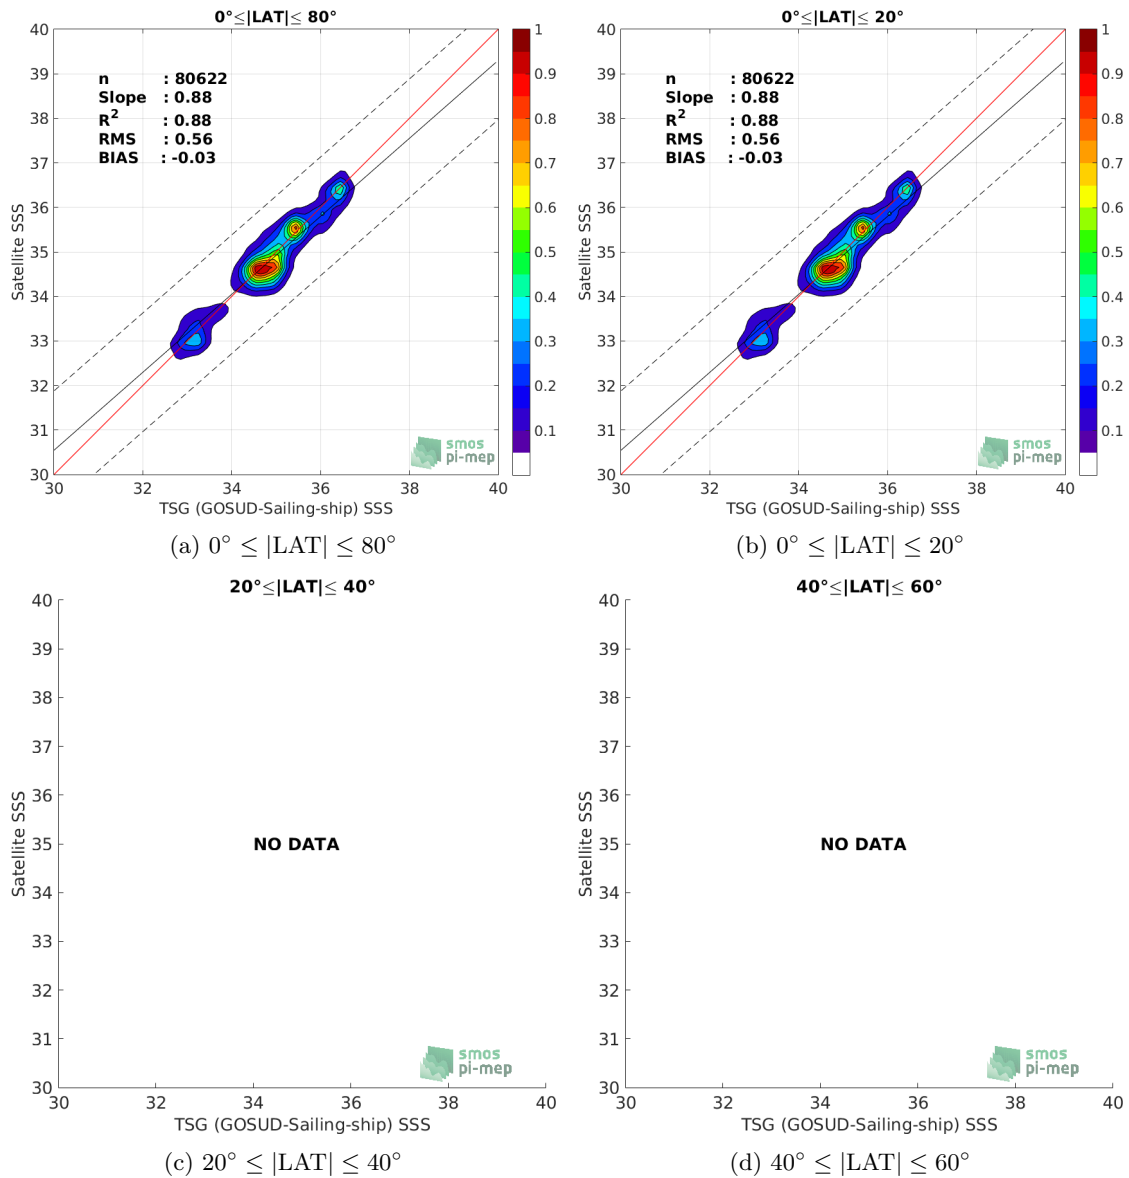 0°≤|LAT|≤ 80°
40
39
38
37
36
35
34
33
32
31
30
Satellite SSS
n : 80622
Slope : 0.88
R² : 0.88
RMS : 0.56
BIAS : -0.03
smos
pi-mep
30 32 34 36 38 40
TSG (GOSUD-Sailing-ship) SSS
1
0.9
0.8
0.7
0.6
0.5
0.4
0.3
0.2
0.1
(a) 0° ≤ |LAT| ≤ 80°
0°≤|LAT|≤ 20°
40
39
38
37
36
35
34
33
32
31
30
Satellite SSS
n : 80622
Slope : 0.88
R² : 0.88
RMS : 0.56
BIAS : -0.03
smos
pi-mep
30 32 34 36 38 40
TSG (GOSUD-Sailing-ship) SSS
1
0.9
0.8
0.7
0.6
0.5
0.4
0.3
0.2
0.1
(b) 0° ≤ |LAT| ≤ 20°
20°≤|LAT|≤ 40°
40
39
38
37
36
35
34
33
32
31
30
Satellite SSS
NO DATA
smos
pi-mep
30 32 34 36 38 40
TSG (GOSUD-Sailing-ship) SSS
(c) 20° ≤ |LAT| ≤ 40°
40°≤|LAT|≤ 60°
40
39
38
37
36
35
34
33
32
31
30
Satellite SSS
NO DATA
smos
pi-mep
30 32 34 36 38 40
TSG (GOSUD-Sailing-ship) SSS
(d) 40° ≤ |LAT| ≤ 60°